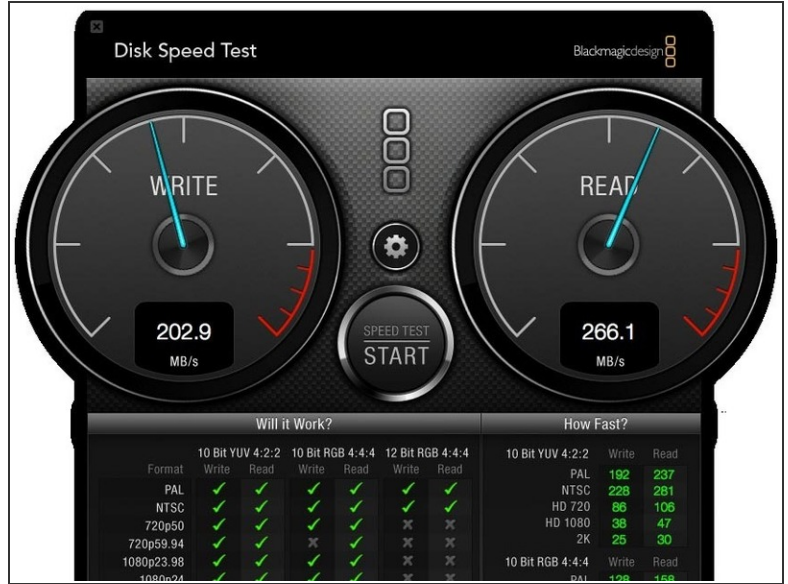 Disk Speed Test
Blackmagicdesign
WRITE
READ
202.9
MB/s
SPEED TEST
START
266.1
MB/s
Will it Work?
10 Bit YUV 4:2:2 10 Bit RGB 4:4:4 12 Bit RGB 4:4:4
Format Write Read Write Read Write Read
PAL ✓ ✓ ✓ ✓ ✓ ✓
NTSC ✓ ✓ ✓ ✓ ✓ ✓
720p50 ✓ ✓ ✓ ✓ x x
720p59.94 ✓ ✓ x ✓ x x
1080p23.98 ✓ ✓ ✓ ✓ x x
1080p24 ✓ ✓ ✓ ✓ x x
How Fast?
10 Bit YUV 4:2:2 Write Read
PAL 192 237
NTSC 228 281
HD 720 86 106
HD 1080 38 47
2K 25 30
10 Bit RGB 4:4:4 Write Read
PAL 128 158